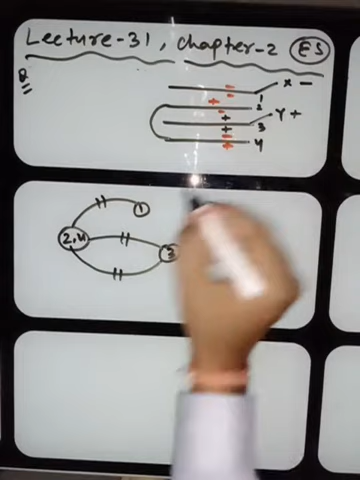 Lecture-31, Chapter-2 ES
Q
x -
1
2
y +
3
4
1
2,4
3